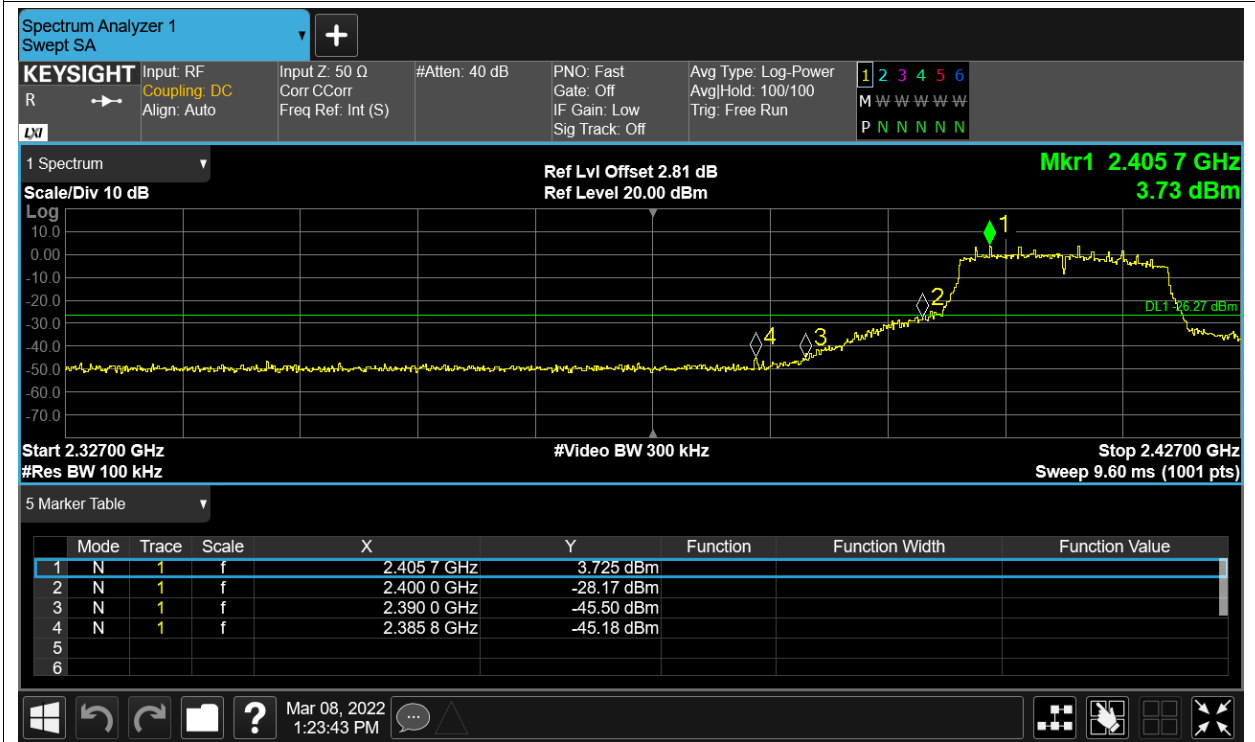 Spectrum Analyzer 1
Swept SA
+
KEYSIGHT Input: RF Input Z: 50 Ω #Atten: 40 dB PNO: Fast Avg Type: Log-Power 1 2 3 4 5 6
R Coupling: DC Corr CCorr Gate: Off Avg|Hold: 100/100 M W W W W W
Align: Auto Freq Ref: Int (S) IF Gain: Low Trig: Free Run
LXI Sig Track: Off P N N N N N N
1 Spectrum Ref Lvl Offset 2.81 dB Mkr1 2.405 7 GHz
Scale/Div 10 dB Ref Level 20.00 dBm 3.73 dBm
Log
1
10.0
0.00
-10.0
-20.0
2
DL1 -26.27 dBm
-30.0
4 3
-40.0
-50.0
-60.0
-70.0
Start 2.32700 GHz #Video BW 300 kHz Stop 2.42700 GHz
#Res BW 100 kHz Sweep 9.60 ms (1001 pts)
5 Marker Table
Mode Trace Scale X Y Function Function Width Function Value
1 N 1 f 2.405 7 GHz 3.725 dBm
2 N 1 f 2.400 0 GHz -28.17 dBm
3 N 1 f 2.390 0 GHz -45.50 dBm
4 N 1 f 2.385 8 GHz -45.18 dBm
5
6
? Mar 08, 2022
1:23:43 PM